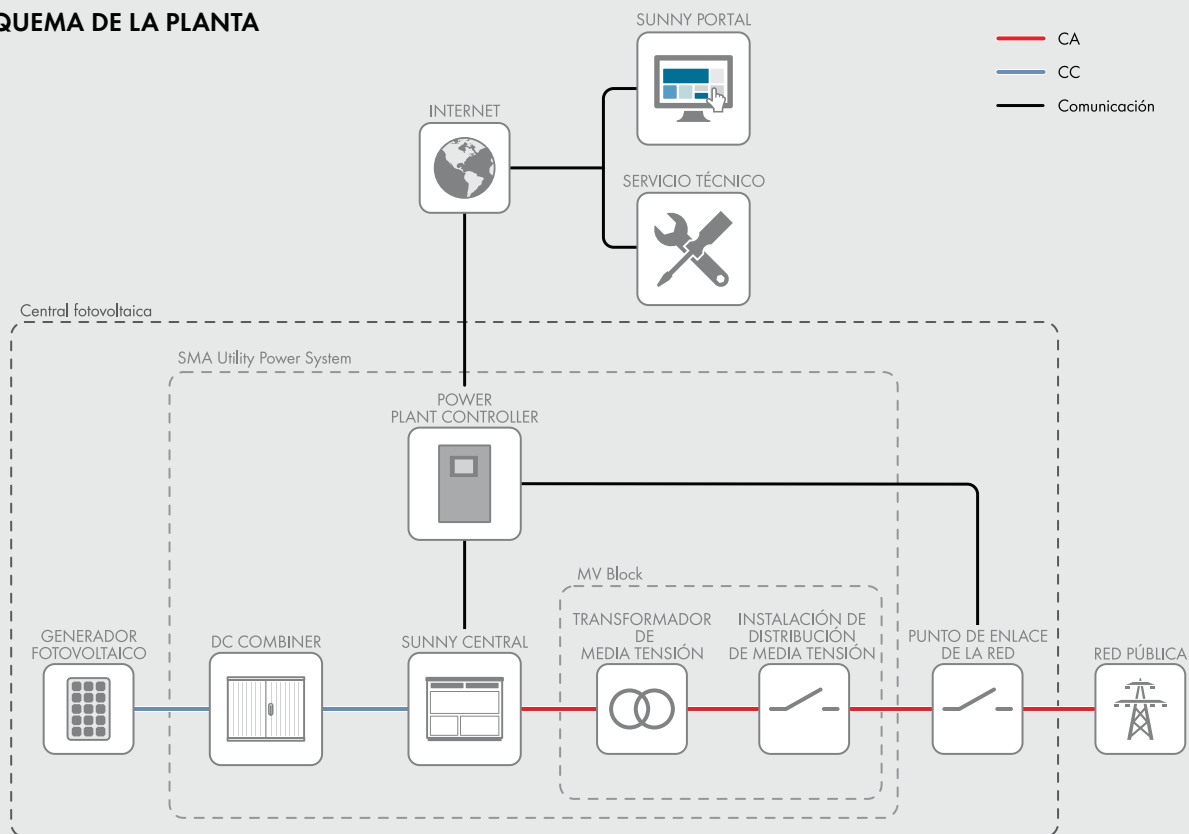 QUEMA DE LA PLANTA
SUNNY PORTAL
CA
CC
Comunicación
INTERNET
SERVICIO TÉCNICO
Central fotovoltaica
SMA Utility Power System
POWER
PLANT CONTROLLER
MV Block
GENERADOR
FOTOVOLTAICO
DC COMBINER
SUNNY CENTRAL
TRANSFORMADOR
DE
MEDIA TENSIÓN
INSTALACIÓN DE
DISTRIBUCIÓN
DE MEDIA TENSIÓN
PUNTO DE ENLACE
DE LA RED
RED PÚBLICA